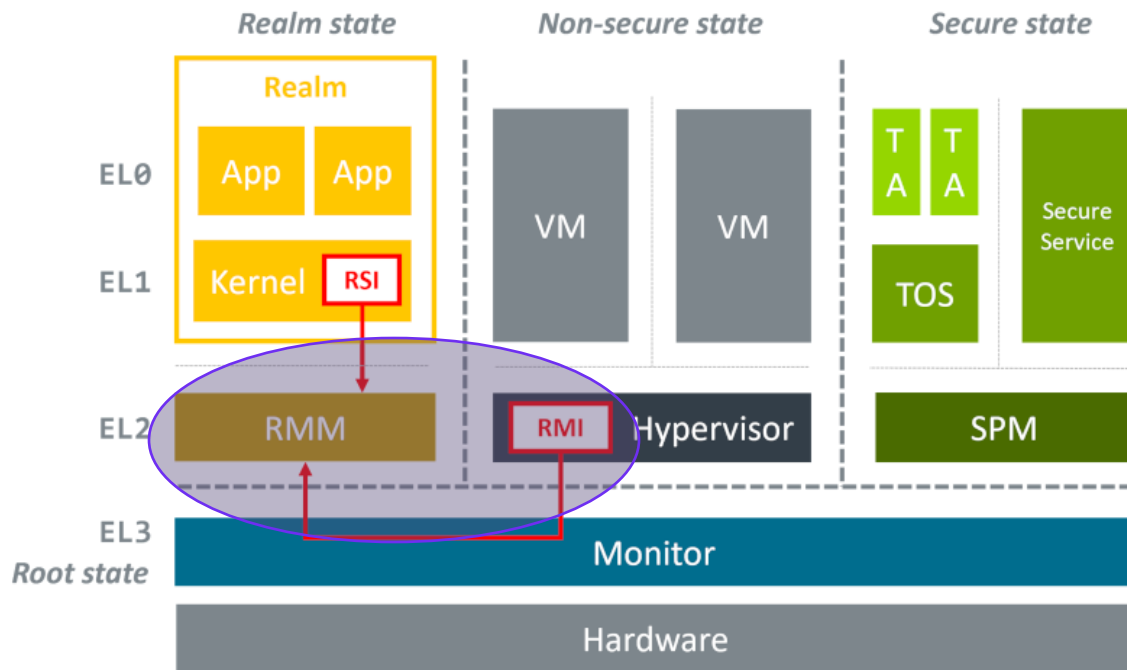 Realm state
Non-secure state
Secure state
Realm
EL0
App
App
VM
VM
T
A
T
A
Secure
Service
EL1
Kernel
RSI
TOS
EL2
RMM
RMI
Hypervisor
SPM
EL3
Root state
Monitor
Hardware